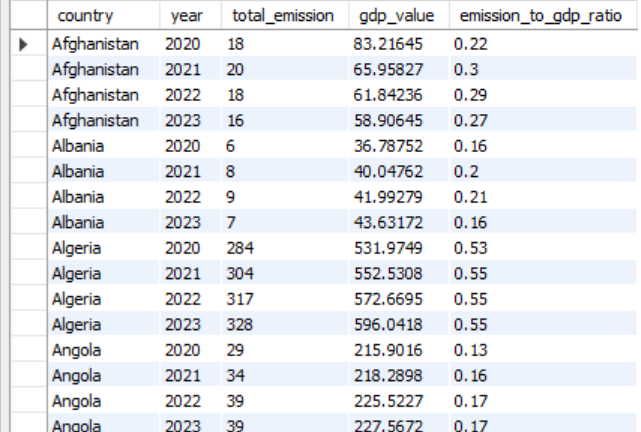 country year total_emission gdp_value emission_to_gdp_ratio
Afghanistan 2020 18 83.21645 0.22
Afghanistan 2021 20 65.95827 0.3
Afghanistan 2022 18 61.84236 0.29
Afghanistan 2023 16 58.90645 0.27
Albania 2020 6 36.78752 0.16
Albania 2021 8 40.04762 0.2
Albania 2022 9 41.99279 0.21
Albania 2023 7 43.63172 0.16
Algeria 2020 284 531.9749 0.53
Algeria 2021 304 552.5308 0.55
Algeria 2022 317 572.6695 0.55
Algeria 2023 328 596.0418 0.55
Angola 2020 29 215.9016 0.13
Angola 2021 34 218.2898 0.16
Angola 2022 39 225.5227 0.17
Angola 2023 39 227.5672 0.17